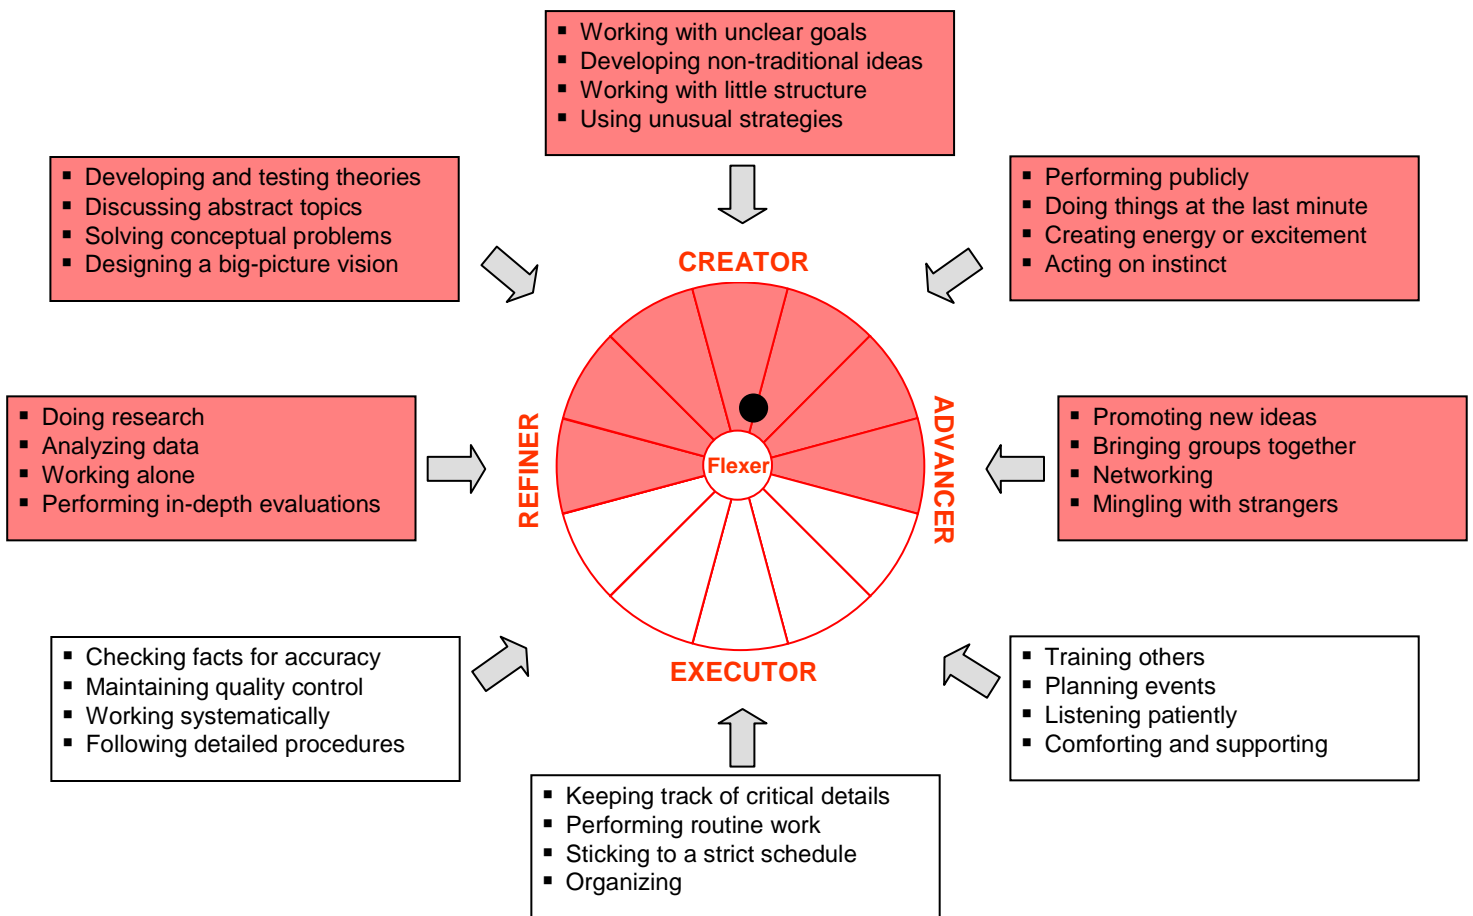 ▪ Working with unclear goals
▪ Developing non-traditional ideas
▪ Working with little structure
▪ Using unusual strategies
▪ Developing and testing theories
▪ Discussing abstract topics
▪ Solving conceptual problems
▪ Designing a big-picture vision
▪ Performing publicly
▪ Doing things at the last minute
▪ Creating energy or excitement
▪ Acting on instinct
CREATOR
▪ Doing research
▪ Analyzing data
▪ Working alone
▪ Performing in-depth evaluations
REFINER
Flexer
ADVANCER
▪ Promoting new ideas
▪ Bringing groups together
▪ Networking
▪ Mingling with strangers
▪ Checking facts for accuracy
▪ Maintaining quality control
▪ Working systematically
▪ Following detailed procedures
EXECUTOR
▪ Training others
▪ Planning events
▪ Listening patiently
▪ Comforting and supporting
▪ Keeping track of critical details
▪ Performing routine work
▪ Sticking to a strict schedule
▪ Organizing